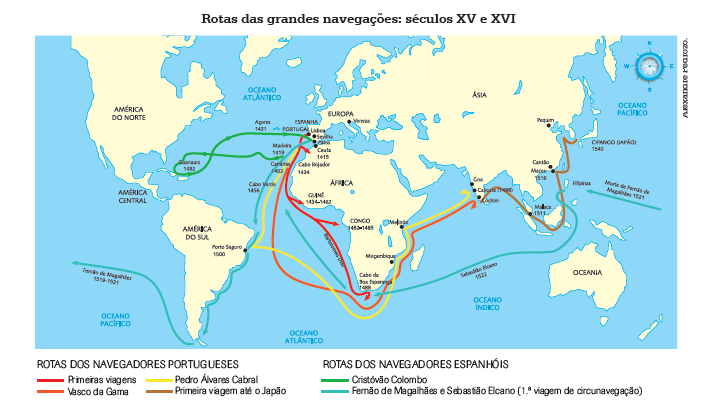 Rotas das grandes navegações: séculos XV e XVI
Alexandre Médico.
N
W
E
S
OCEANO
ATLÂNTICO
EUROPA
ÁSIA
OCEANO
PACÍFICO
AMÉRICA
DO NORTE
Açores
1431
ESPANHA
PORTUGAL
Lisboa
Sevilha
Palos
Ceuta
1415
Veneza
Pequim
CIPANGO (JAPÃO)
1542
Madeira
1419
Guanaani
1492
Canárias
1402
Cabo Bojador
1434
Cantão
Macau
1516
AMÉRICA
CENTRAL
Cabo Verde
1456
ÁFRICA
GUINÉ
1434-1462
Goa
Calicute (1498)
Cochim
Filipinas
Morte de Fernão de
Magalhães 1521
Malaca
1511
AMÉRICA
DO SUL
CONGO
1482-1485
Melinde
Porto Seguro
1500
Bartolomeu Dias
Moçambique
Fernão de Magalhães
1519-1521
Cabo da
Boa Esperança
1488
Sebastião Elcano
1522
OCEANIA
OCEANO
PACÍFICO
OCEANO
ATLÂNTICO
OCEANO
ÍNDICO
ROTAS DOS NAVEGADORES PORTUGUESES
Primeiras viagens
Pedro Álvares Cabral
Vasco da Gama
Primeira viagem até o Japão
ROTAS DOS NAVEGADORES ESPANHÓIS
Cristóvão Colombo
Fernão de Magalhães e Sebastião Elcano (1.ª viagem de circunavegação)